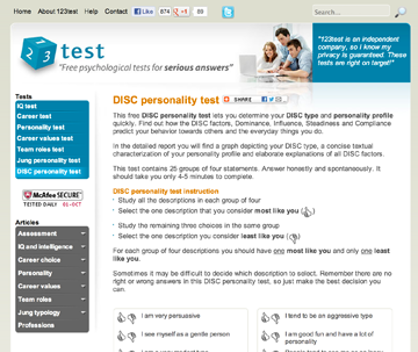 Home About 123test Help Contact Like 874 +1 89
123test
"Free psychological tests for serious answers"
"123test is an independent
company, so I know my
privacy is guaranteed. These
tests are right on target!"
Tests
IQ test
Career test
Personality test
Career values test
Team roles test
Jung personality test
DISC personality test
McAfee SECURE
TESTED DAILY 01-OCT
Articles
Assessment
IQ and intelligence
Career choice
Personality
Career values
Team roles
Jung typology
Professions
DISC personality test SHARE
This free DISC personality test lets you determine your DISC type and personality profile
quickly. Find out how the DISC factors, Dominance, Influence, Steadiness and Compliance
predict your behavior towards others and the everyday things you do.
In the detailed report you will find a graph depicting your DISC type, a concise textual
characterization of your personality profile and elaborate explanations of all DISC factors.
This test contains 25 groups of four statements. Answer honestly and spontaneously. It
should take you only 4-5 minutes to complete.
DISC personality test instruction
· Study all the descriptions in each group of four
· Select the one description that you consider most like you ( )
· Study the remaining three choices in the same group
· Select the one description you consider least like you ( )
For each group of four descriptions you should have one most like you and only one least
like you.
Sometimes it may be difficult to decide which description to select. Remember there are no
right or wrong answers in this DISC personality test, so just make the best decision you
can.
I am very persuasive
I see myself as a gentle person
I tend to be an aggressive type
I am good fun and have a lot of
personality